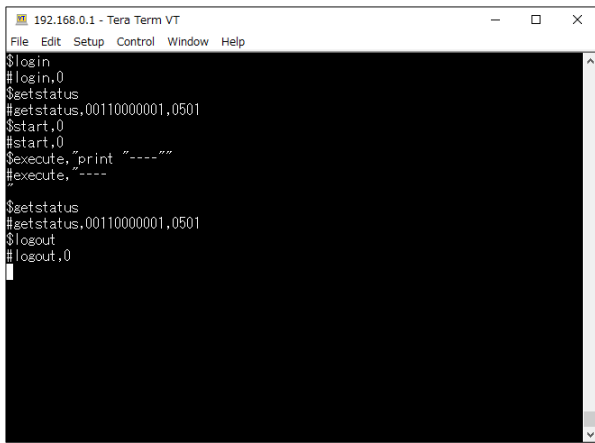 192.168.0.1 - Tera Term VT
File Edit Setup Control Window Help
$login
#login,0
$getstatus
#getstatus,00110000001,0501
$start,0
#start,0
$execute,"print "----""
#execute,"----
"
$getstatus
#getstatus,00110000001,0501
$logout
#logout,0